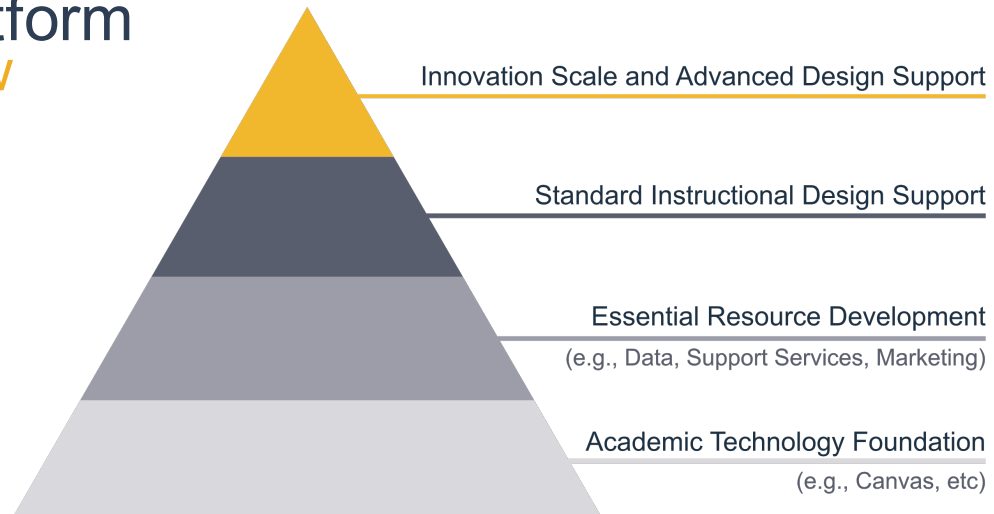 tform
Innovation Scale and Advanced Design Support
Standard Instructional Design Support
Essential Resource Development
(e.g., Data, Support Services, Marketing)
Academic Technology Foundation
(e.g., Canvas, etc)